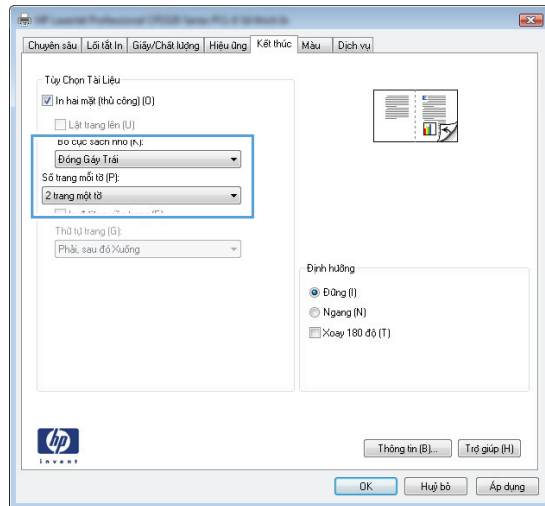 Chuyên sâu Lối tắt In Giấy/Chất lượng Hiệu ứng Kết thúc Màu Dịch vụ
Tùy Chọn Tài Liệu
In hai mặt (thủ công) (O)
Lật trang lên (U)
Bố cục sách nhỏ (K):
Đóng Gáy Trái
Số trang mỗi tờ (P):
2 trang một tờ
Thứ tự trang (G):
Phải, sau đó Xuống
Định hướng
Đứng (I)
Ngang (N)
Xoay 180 độ (T)
hp
invent
Thông tin (B)... Trợ giúp (H)
OK Huỷ bỏ Áp dụng